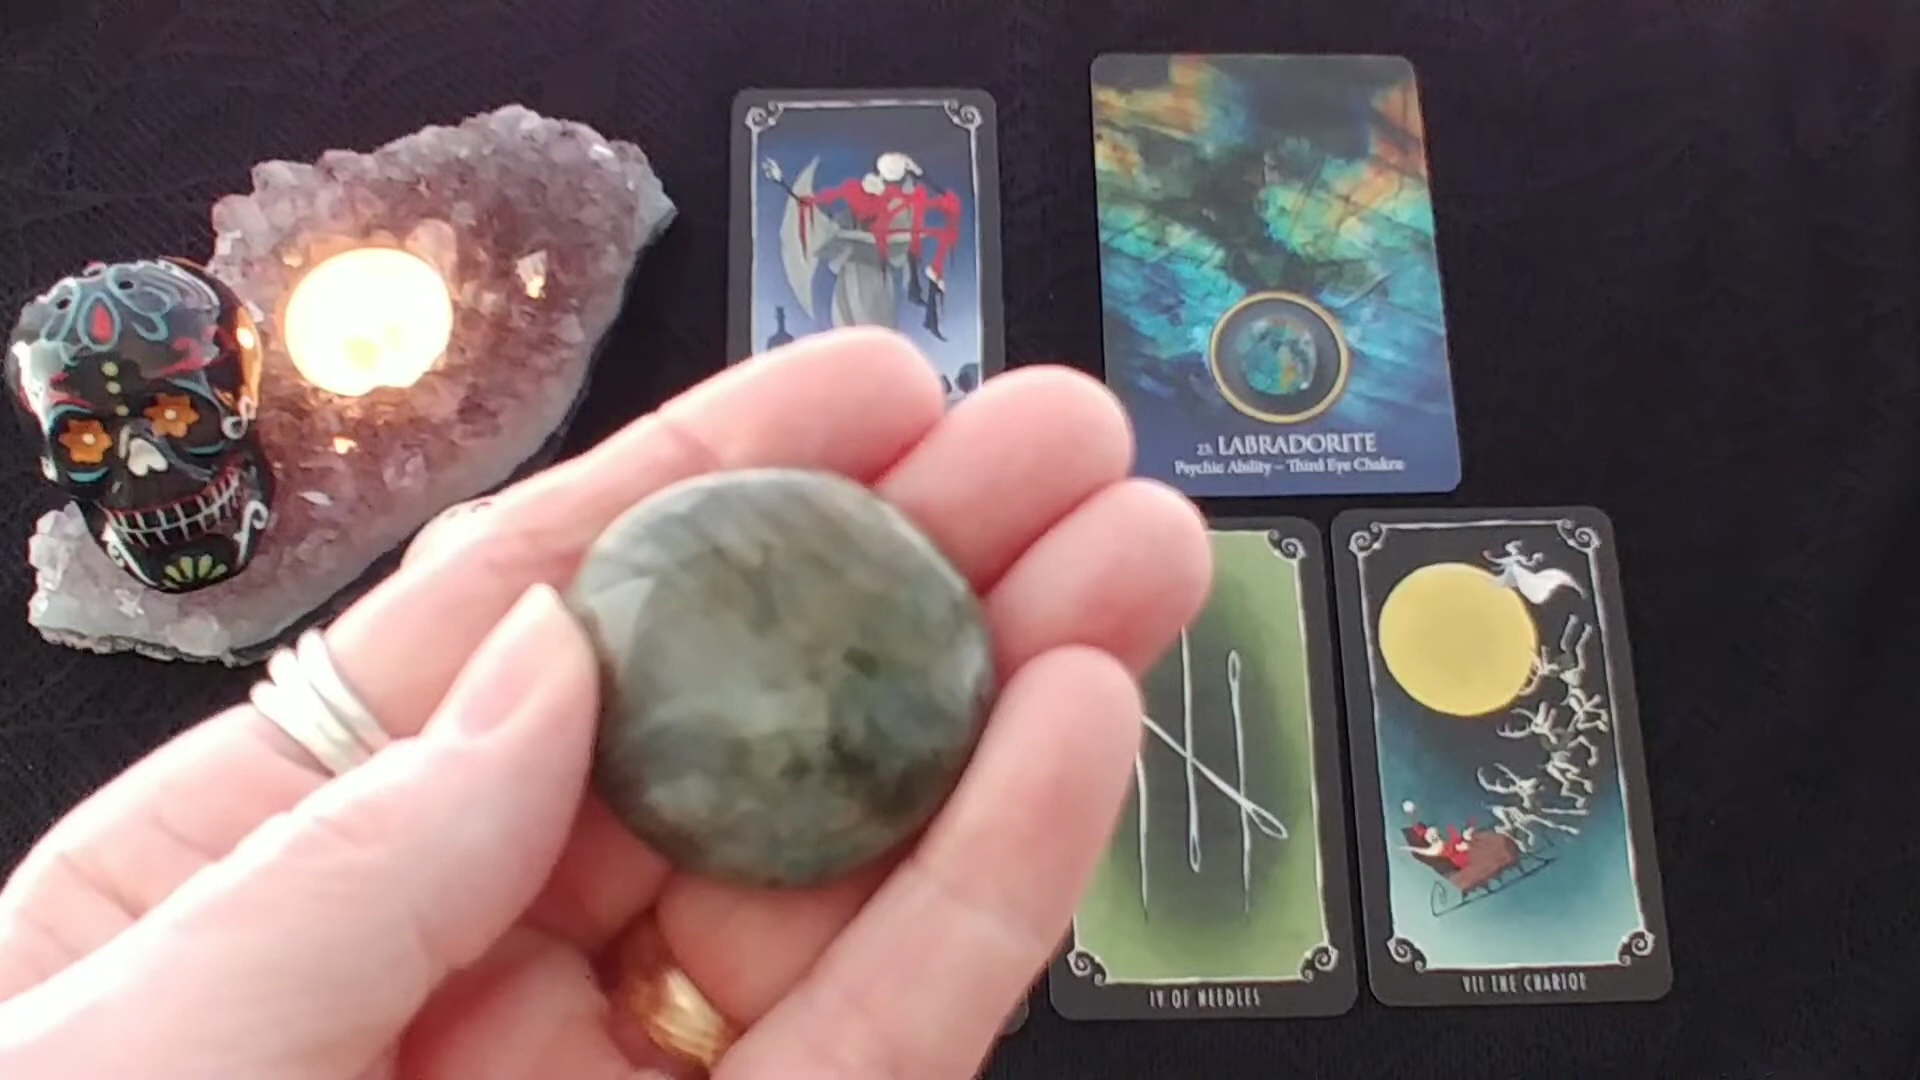 23. LABRADORITE
Psychic Ability – Third Eye Chakra
IV OF NEEDLES
VII THE CHARIOT